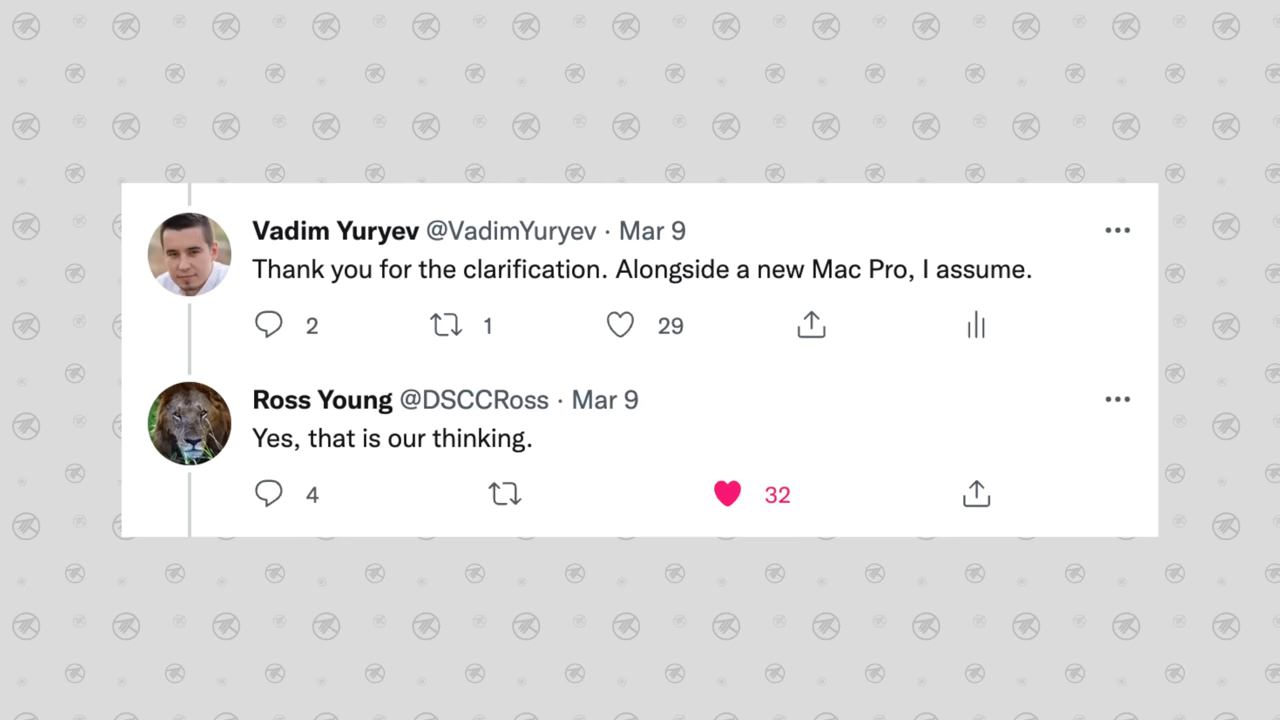 Vadim Yuryev @VadimYuryev · Mar 9
Thank you for the clarification. Alongside a new Mac Pro, I assume.
2 1 29
Ross Young @DSCCRoss · Mar 9
Yes, that is our thinking.
4 32